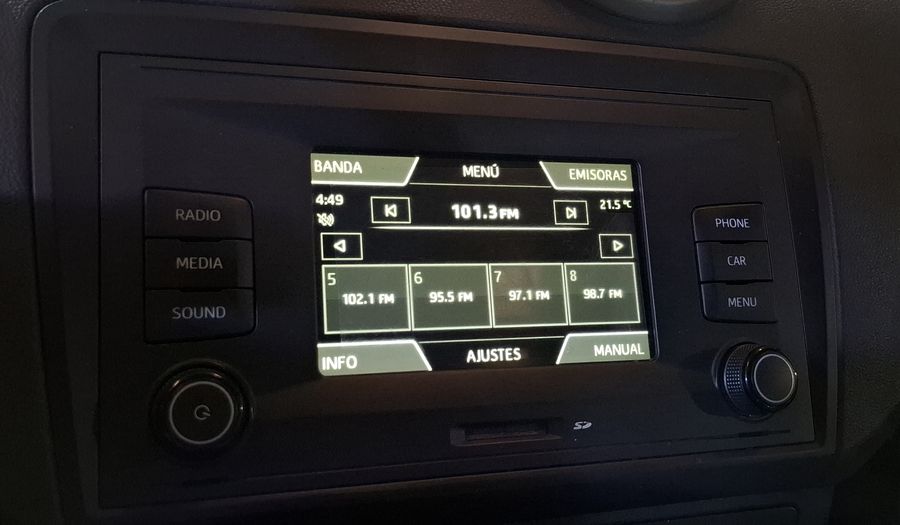 BANDA MENÚ EMISORAS
4:49 101.3 FM 21.5 °C
5 6 7 8
102.1 FM 95.5 FM 97.1 FM 98.7 FM
INFO AJUSTES MANUAL
RADIO
MEDIA
SOUND
PHONE
CAR
MENU
SD